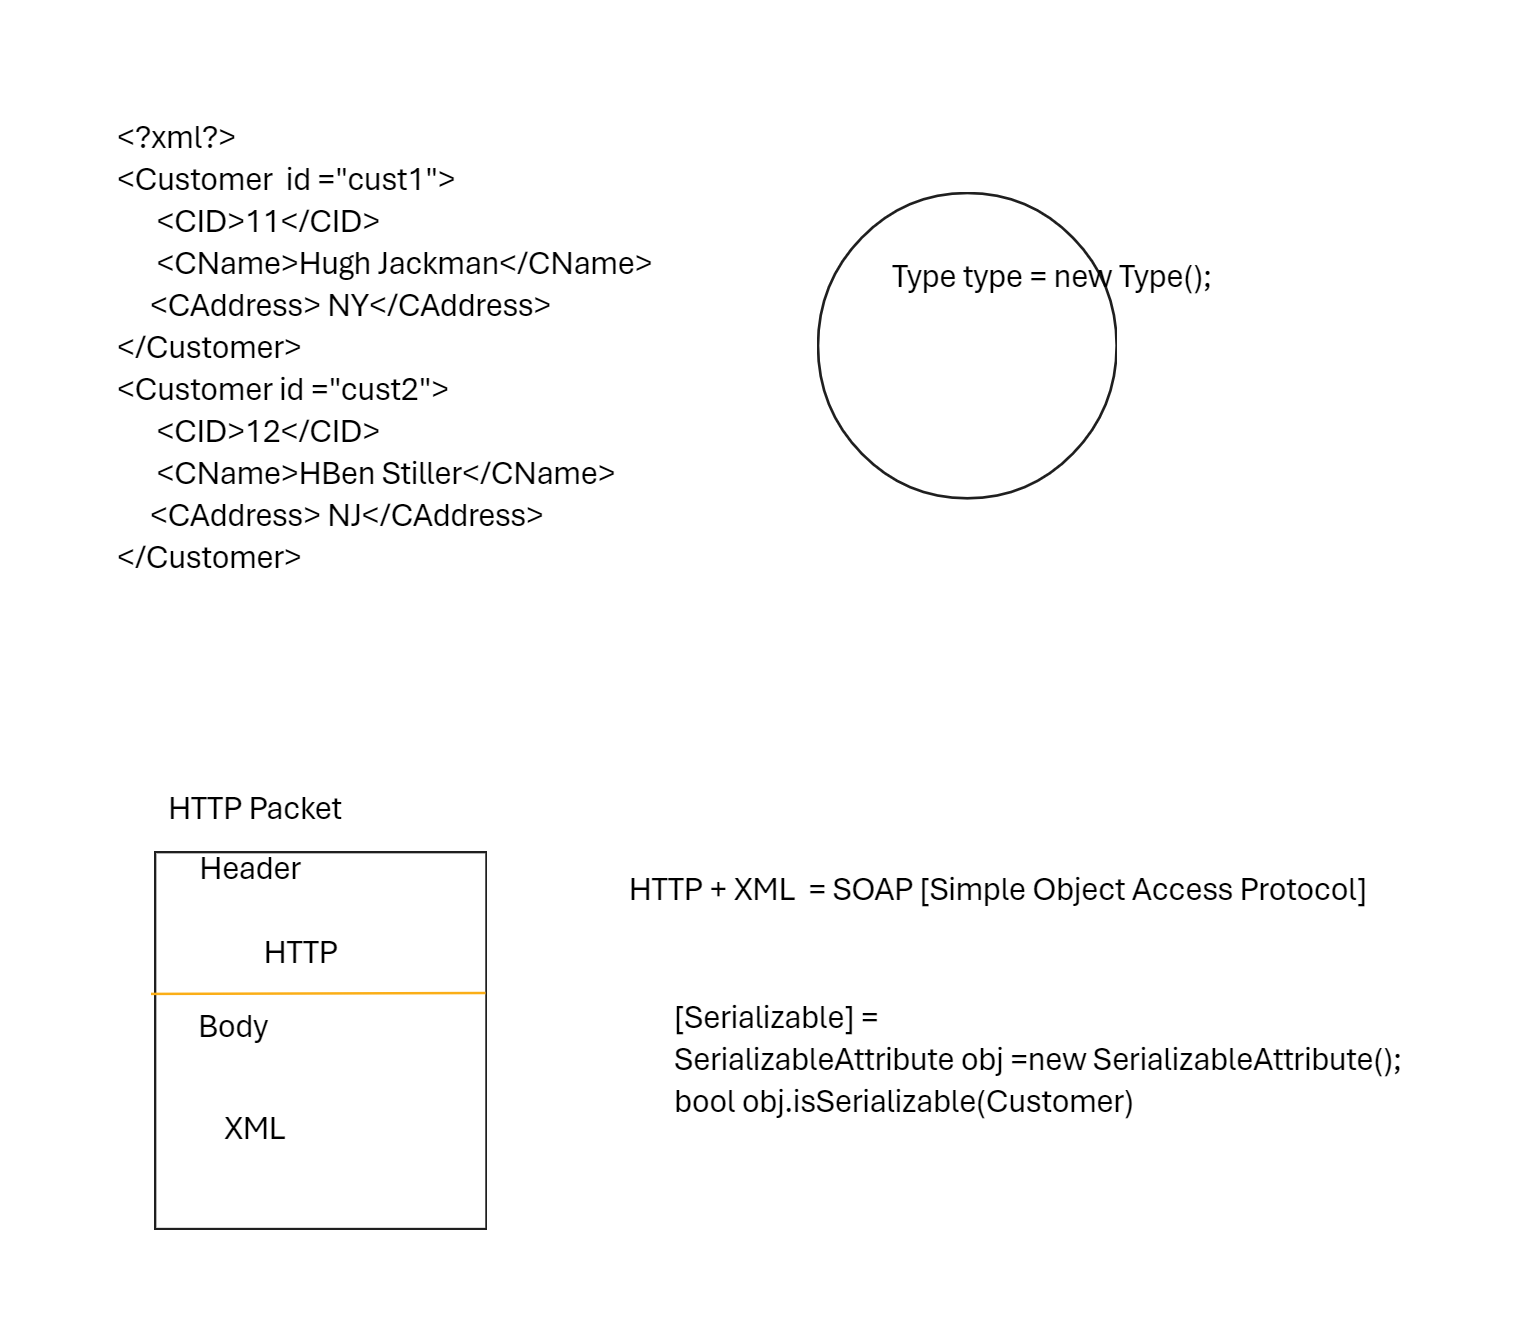 <?xml?>
<Customer  id ="cust1">
<CID>11</CID>
<CName>Hugh Jackman</CName>
<CAddress> NY</CAddress>
</Customer>
<Customer id ="cust2">
<CID>12</CID>
<CName>HBen Stiller</CName>
<CAddress> NJ</CAddress>
</Customer>
Type type = new Type();
HTTP Packet
Header
HTTP
Body
XML
HTTP + XML  = SOAP [Simple Object Access Protocol]
[Serializable] =
SerializableAttribute obj =new SerializableAttribute();
bool obj.isSerializable(Customer)